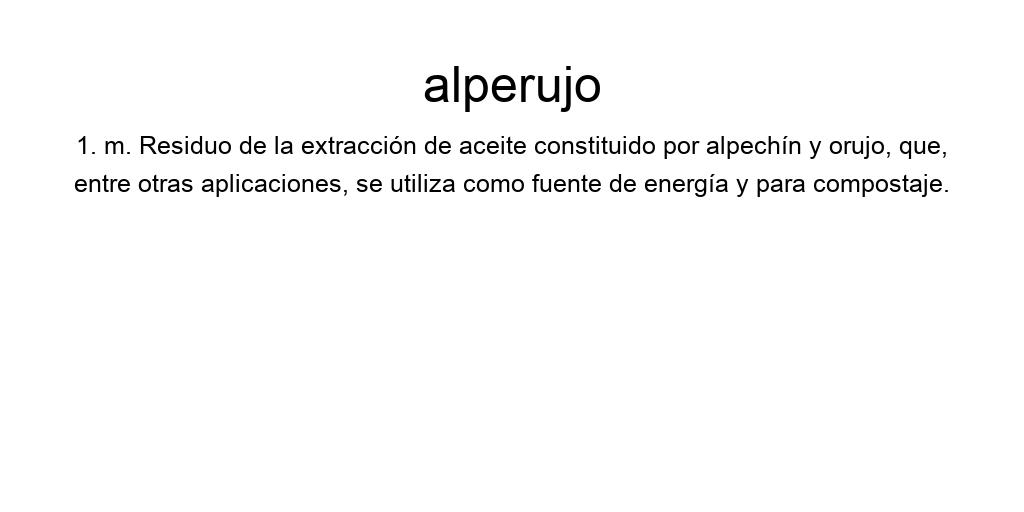 alperujo
1. m. Residuo de la extracción de aceite constituido por alpechín y orujo, que,
entre otras aplicaciones, se utiliza como fuente de energía y para compostaje.